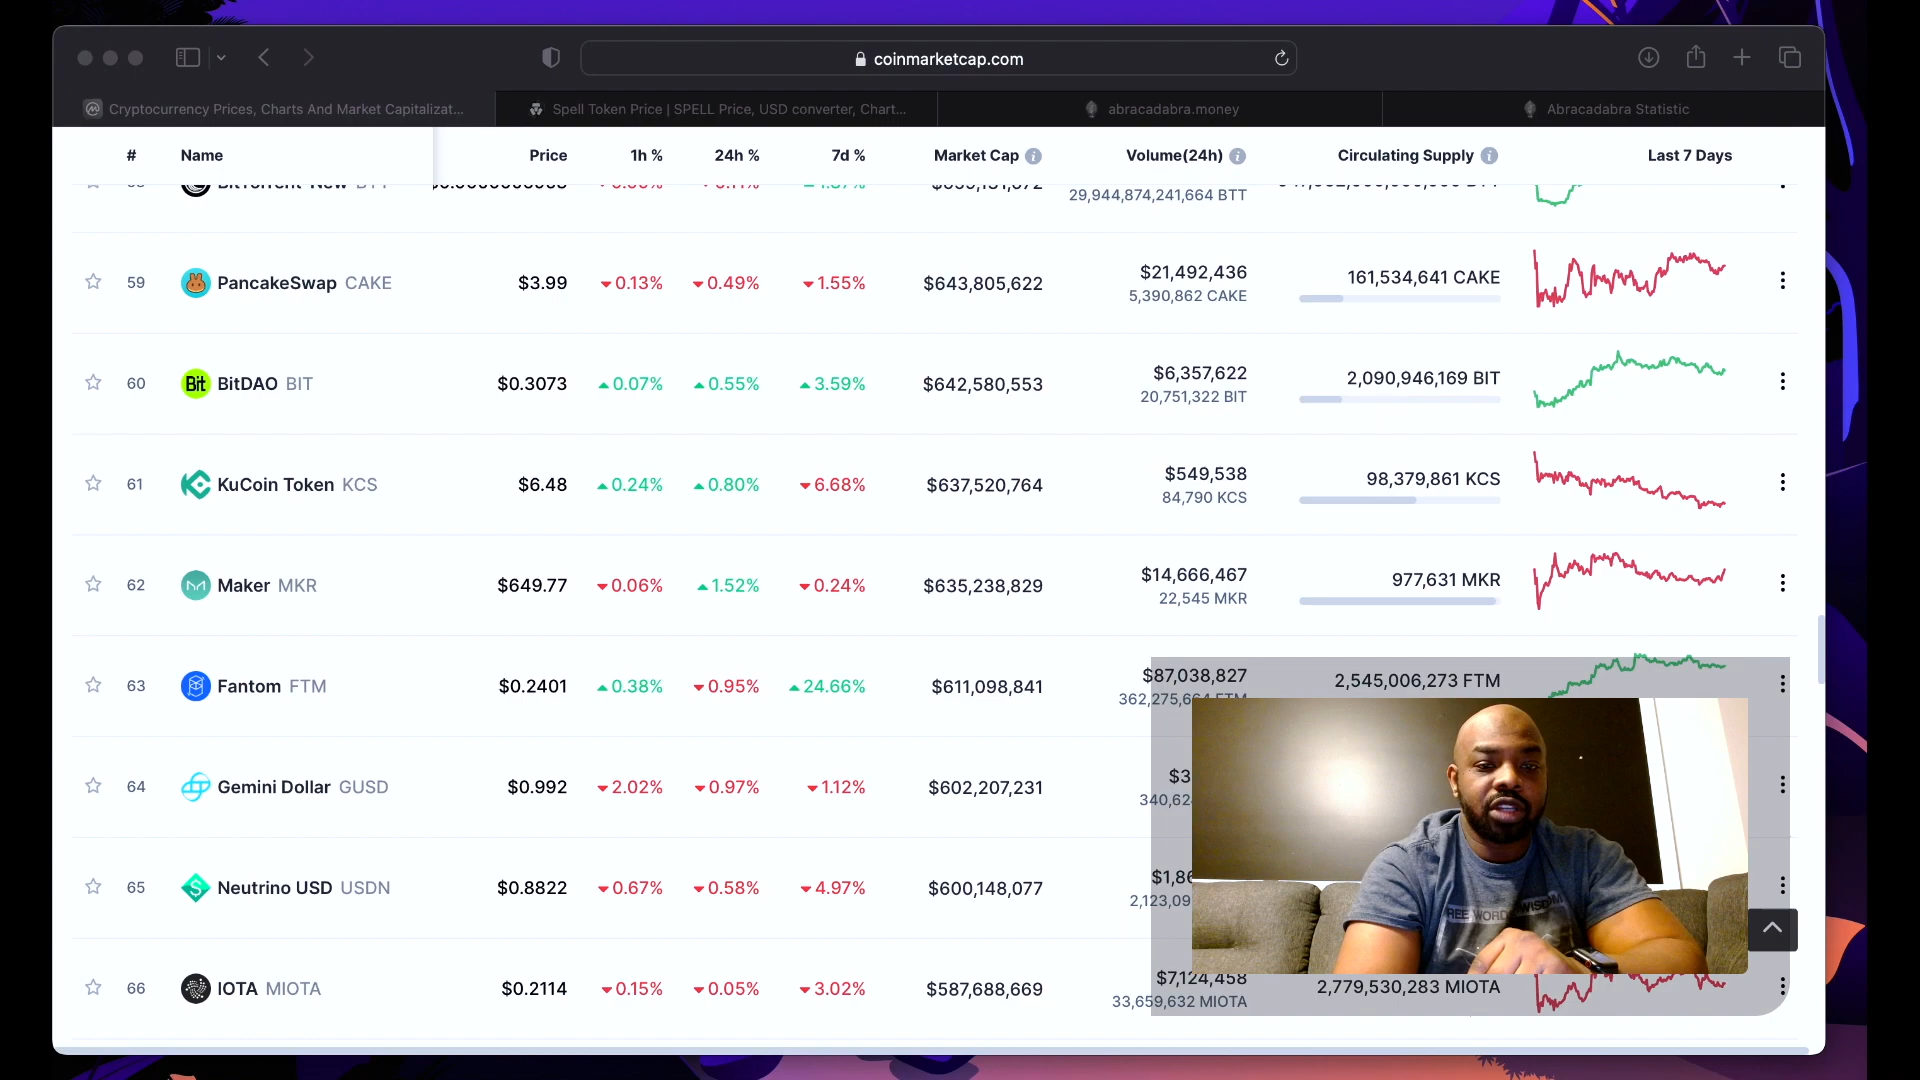 coinmarketcap.com
Cryptocurrency Prices, Charts And Market Capitalizat...
Spell Token Price | SPELL Price, USD converter, Chart...
abracadabra.money
Abracadabra Statistic
# Name Price 1h % 24h % 7d % Market Cap Volume(24h) Circulating Supply Last 7 Days
29,944,874,241,664 BTT
59 PancakeSwap CAKE $3.99 0.13% 0.49% 1.55% $643,805,622 $21,492,436 161,534,641 CAKE
5,390,862 CAKE
60 Bit BitDAO BIT $0.3073 0.07% 0.55% 3.59% $642,580,553 $6,357,622 2,090,946,169 BIT
20,751,322 BIT
61 KuCoin Token KCS $6.48 0.24% 0.80% 6.68% $637,520,764 $549,538 98,379,861 KCS
84,790 KCS
62 Maker MKR $649.77 0.06% 1.52% 0.24% $635,238,829 $14,666,467 977,631 MKR
22,545 MKR
63 Fantom FTM $0.2401 0.38% 0.95% 24.66% $611,098,841 $87,038,827 2,545,006,273 FTM
64 Gemini Dollar GUSD $0.992 2.02% 0.97% 1.12% $602,207,231
65 Neutrino USD USDN $0.8822 0.67% 0.58% 4.97% $600,148,077
66 IOTA MIOTA $0.2114 0.15% 0.05% 3.02% $587,688,669 $7,124,458 2,779,530,283 MIOTA
33,659,632 MIOTA